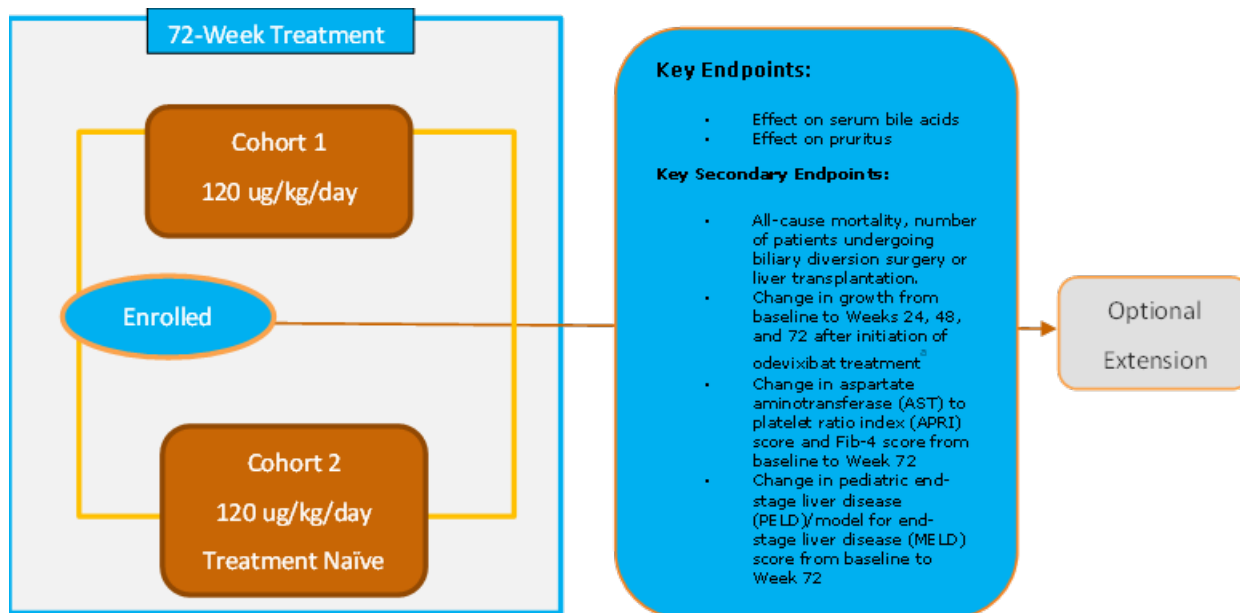 72-Week Treatment
Cohort 1
120 ug/kg/day
Enrolled
Cohort 2
120 ug/kg/day
Treatment Naïve
Key Endpoints:
• Effect on serum bile acids
• Effect on pruritus
Key Secondary Endpoints:
• All-cause mortality, number
of patients undergoing
biliary diversion surgery or
liver transplantation.
• Change in growth from
baseline to Weeks 24, 48,
and 72 after initiation of
odevixibat treatment a
• Change in aspartate
aminotransferase (AST) to
platelet ratio index (APRI)
score and Fib-4 score from
baseline to Week 72
• Change in pediatric end-
stage liver disease
(PELD)/model for end-
stage liver disease (MELD)
score from baseline to
Week 72
Optional
Extension